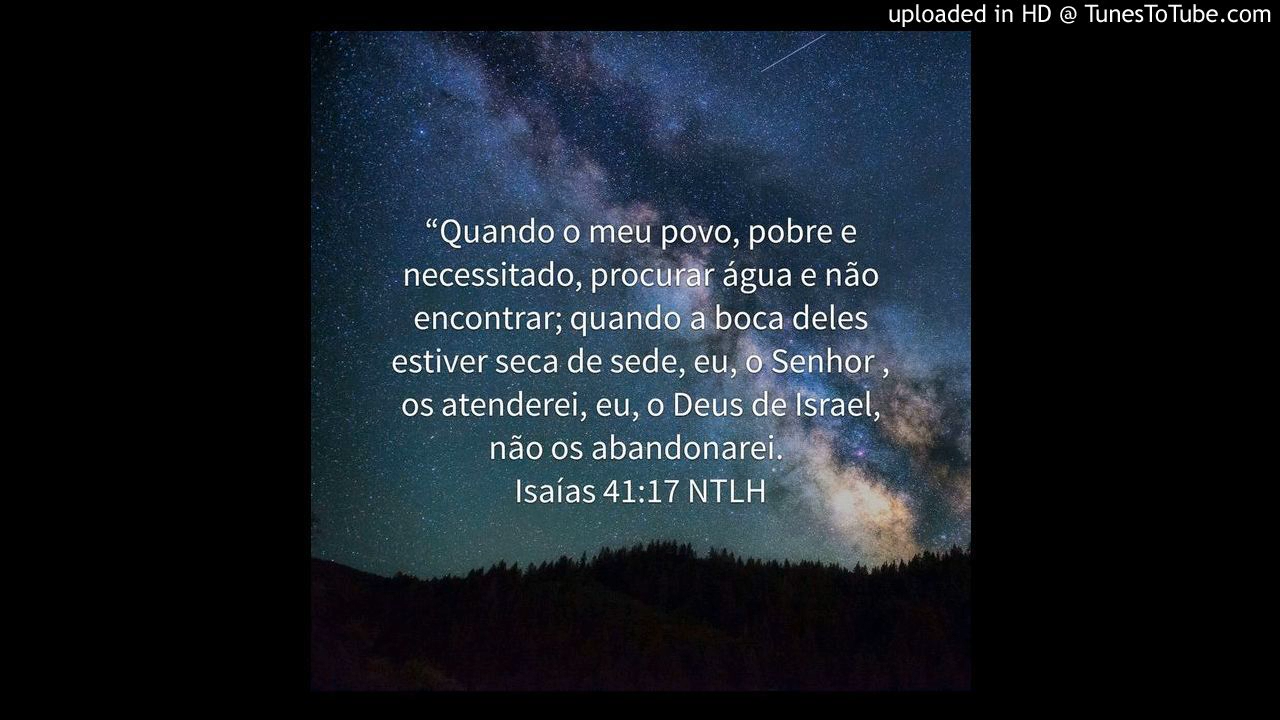 uploaded in HD @ TunesToTube.com
“Quando o meu povo, pobre e
necessitado, procurar água e não
encontrar; quando a boca deles
estiver seca de sede, eu, o Senhor ,
os atenderei, eu, o Deus de Israel,
não os abandonarei.
Isaías 41:17 NTLH